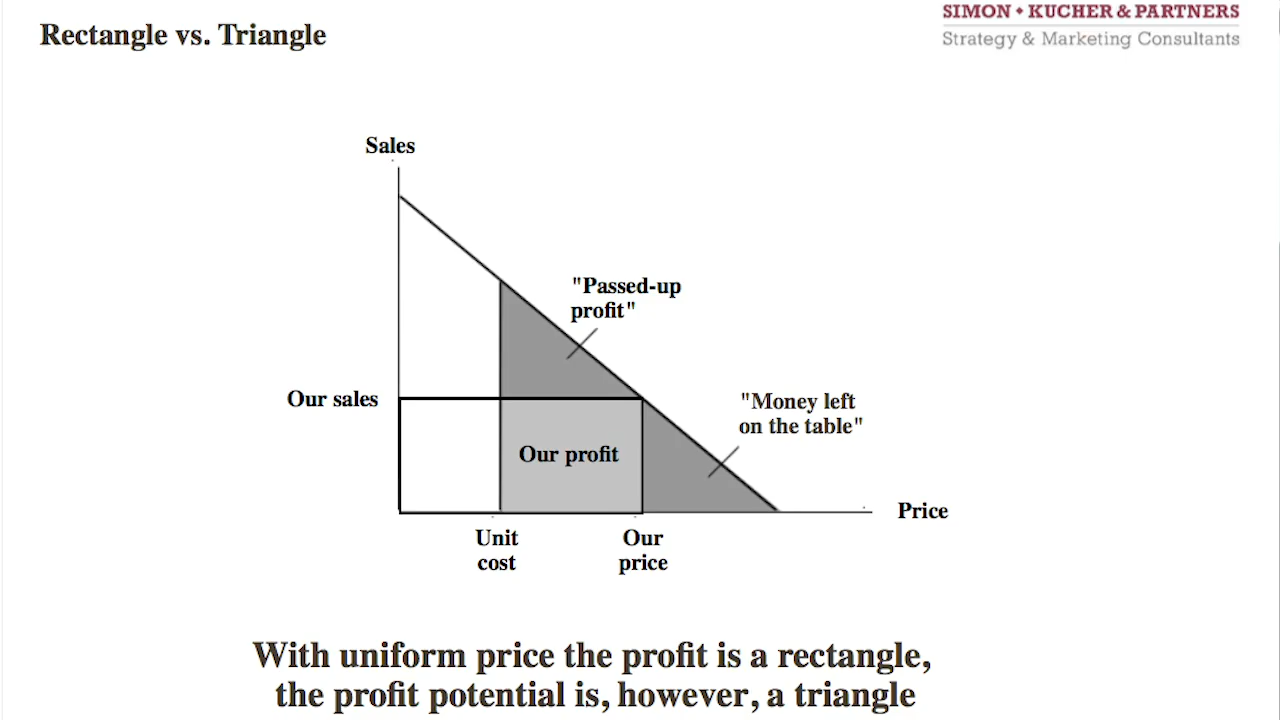 Rectangle vs. Triangle
SIMON • KUCHER & PARTNERS
Strategy & Marketing Consultants
Sales
"Passed-up
profit"
"Money left
on the table"
Our sales
Our profit
Price
Unit
cost
Our
price
With uniform price the profit is a rectangle,
the profit potential is, however, a triangle